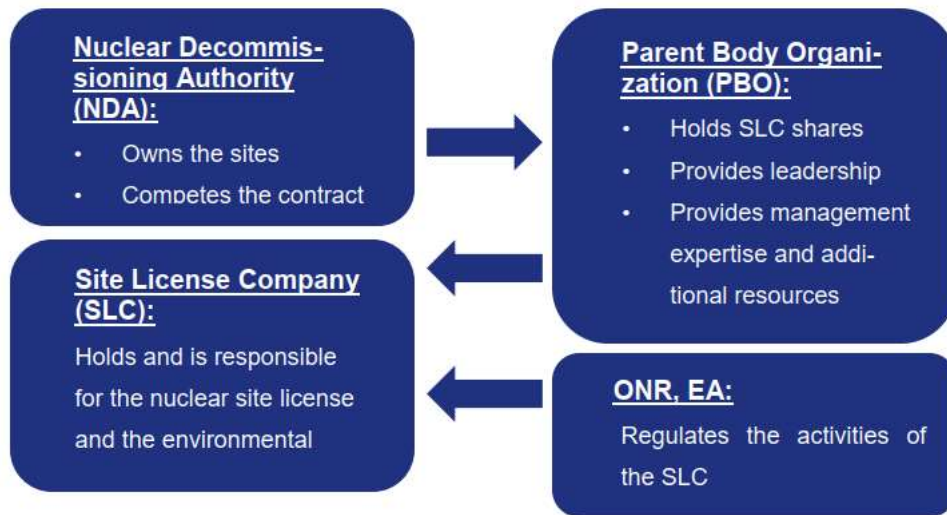 Nuclear Decommis-
sioning Authority
(NDA):
• Owns the sites
• Competes the contract
Parent Body Organi-
zation (PBO):
• Holds SLC shares
• Provides leadership
• Provides management
expertise and addi-
tional resources
Site License Company
(SLC):
Holds and is responsible
for the nuclear site license
and the environmental
ONR, EA:
Regulates the activities of
the SLC